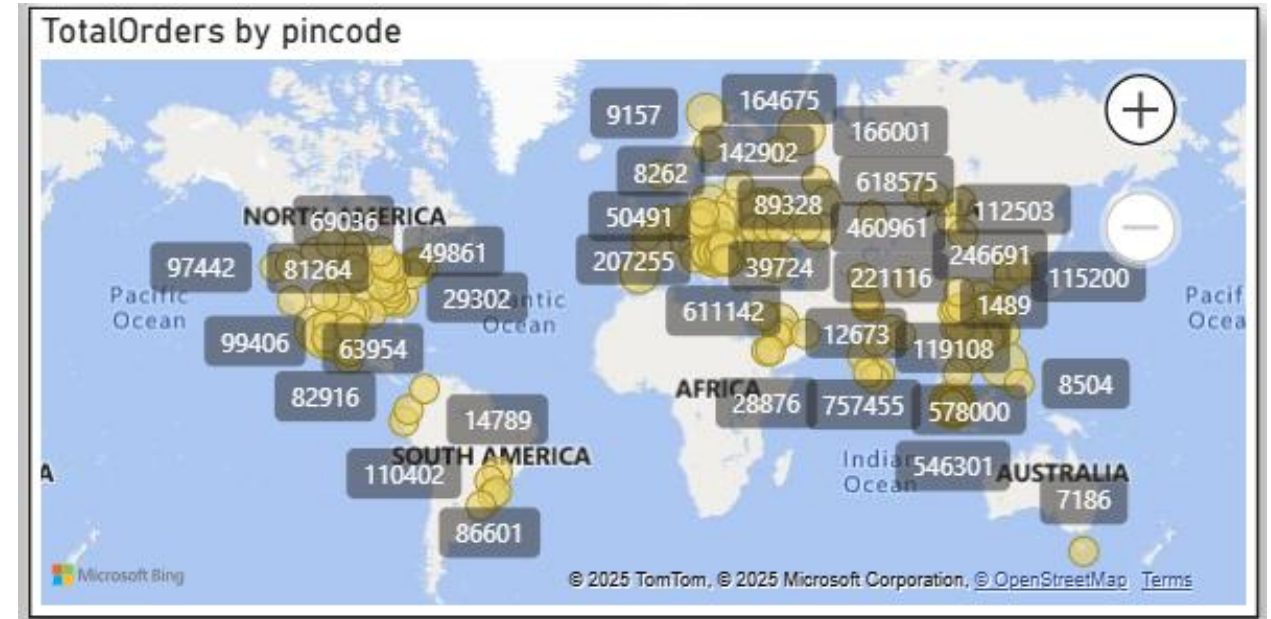 TotalOrders by pincode
9157
164675
166001
142902
8262
618575
50491
89328
112503
NORTH AMERICA
69036
460961
49861
246691
97442
81264
207255
39724
221116
115200
Pacific
Ocean
29302
antic
Ocean
611142
1489
Pacif
Ocea
99406
63954
12673
119108
82916
AFRICA
28876
757455
578000
8504
14789
SOUTH AMERICA
110402
Indian
Ocean
546301
AUSTRALIA
A
7186
86601
Microsoft Bing
© 2025 TomTom, © 2025 Microsoft Corporation, © OpenStreetMap Terms